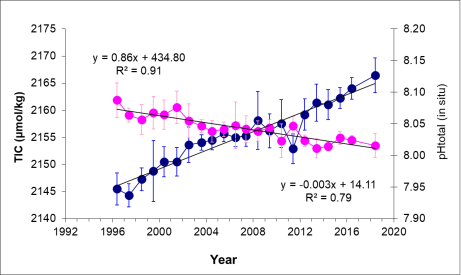 2175
2170
2165
2160
2155
2150
2145
2140
TIC (µmol/kg)
y = 0.86x + 434.80
R² = 0.91
y = -0.003x + 14.11
R² = 0.79
8.20
8.15
8.10
8.05
8.00
7.95
7.90
pHtotal (in situ)
1992 1996 2000 2004 2008 2012 2016 2020
Year